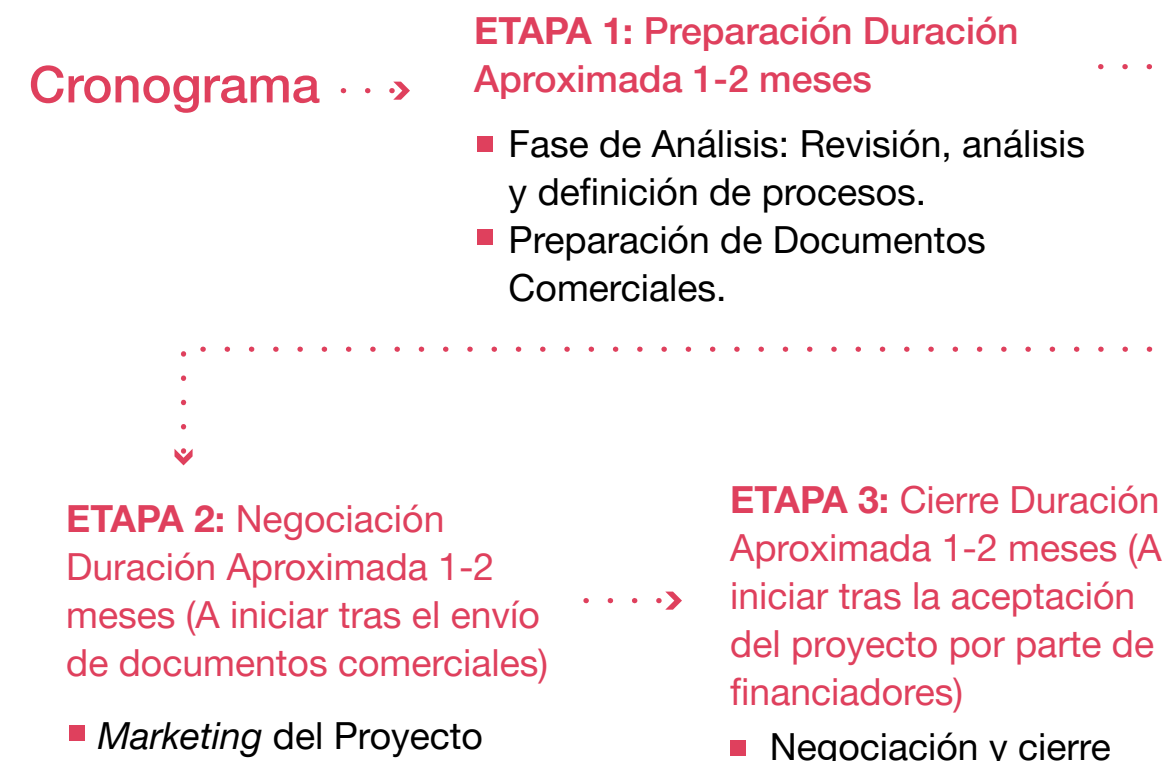 Cronograma
ETAPA 1: Preparación Duración
Aproximada 1-2 meses
Fase de Análisis: Revisión, análisis
y definición de procesos.
Preparación de Documentos
Comerciales.
ETAPA 2: Negociación
Duración Aproximada 1-2
meses (A iniciar tras el envío
de documentos comerciales)
Marketing del Proyecto
ETAPA 3: Cierre Duración
Aproximada 1-2 meses (A
iniciar tras la aceptación
del proyecto por parte de
financiadores)
Negociación y cierre